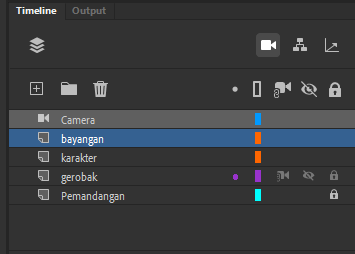 Timeline Output
Camera
bayangan
karakter
gerobak
Pemandangan